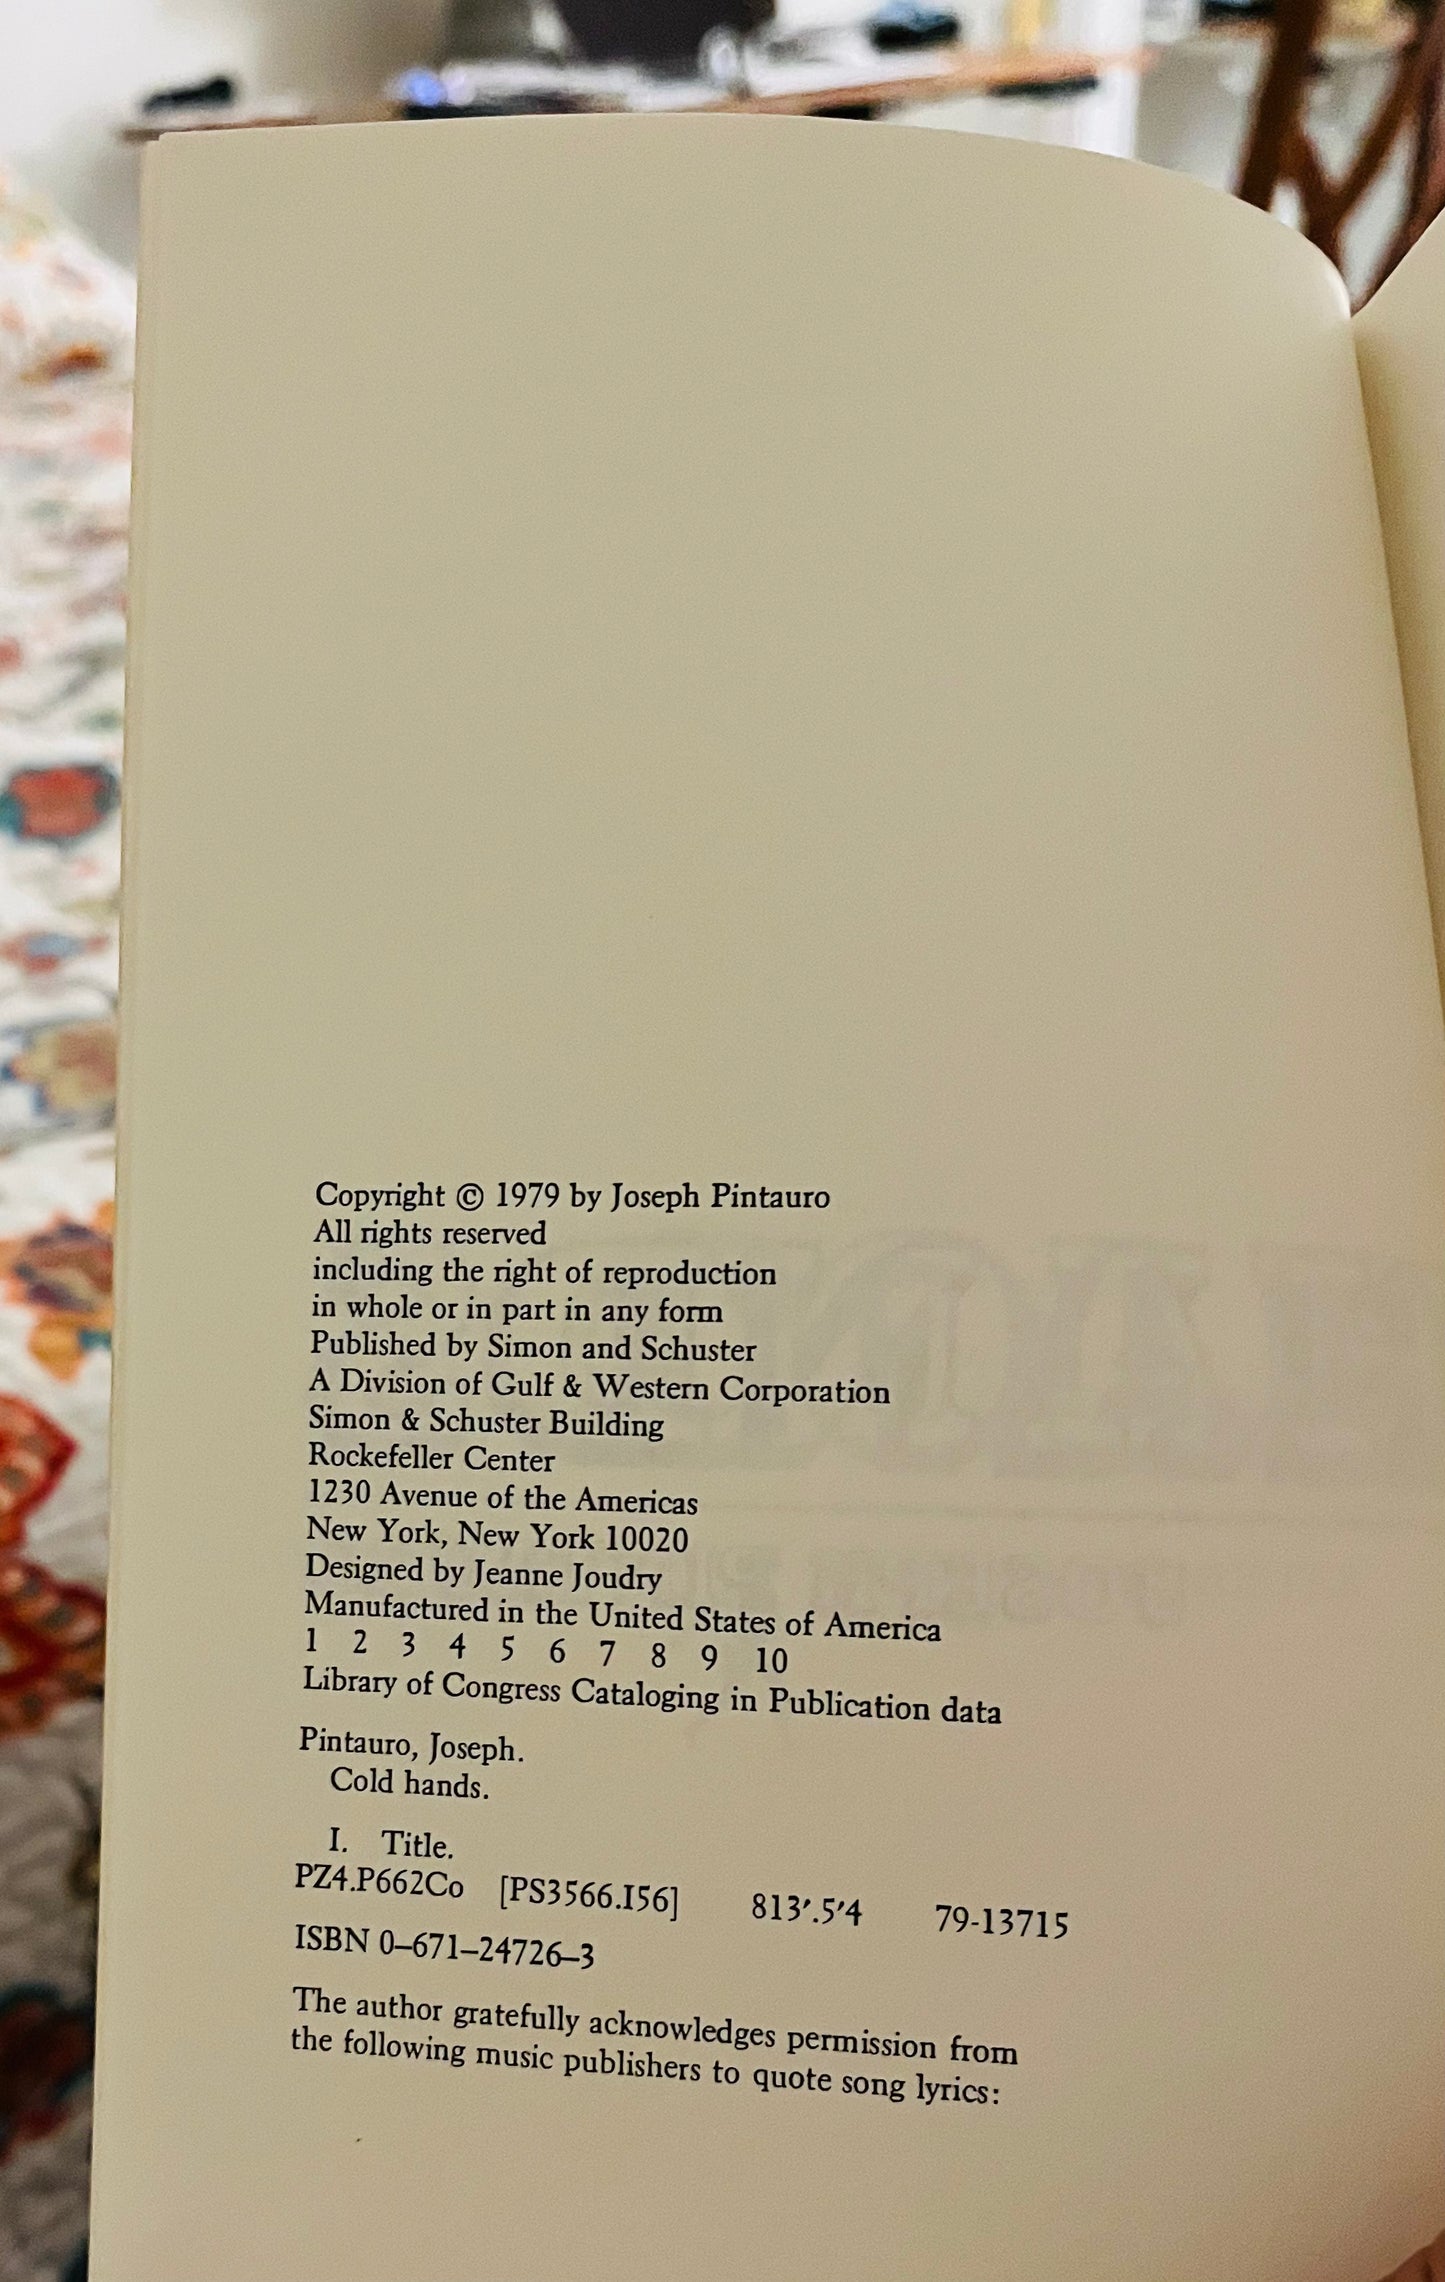 Copyright © 1979 by Joseph Pintauro
All rights reserved
including the right of reproduction
in whole or in part in any form
Published by Simon and Schuster
A Division of Gulf & Western Corporation
Simon & Schuster Building
Rockefeller Center
1230 Avenue of the Americas
New York, New York 10020
Designed by Jeanne Joudry
Manufactured in the United States of America
1 2 3 4 5 6 7 8 9 10
Library of Congress Cataloging in Publication data
Pintauro, Joseph.
Cold hands.
I. Title.
PZ4.P662Co [PS3566.I56] 813′.5′4 79-13715
ISBN 0–671–24726–3
The author gratefully acknowledges permission from
the following music publishers to quote song lyrics: